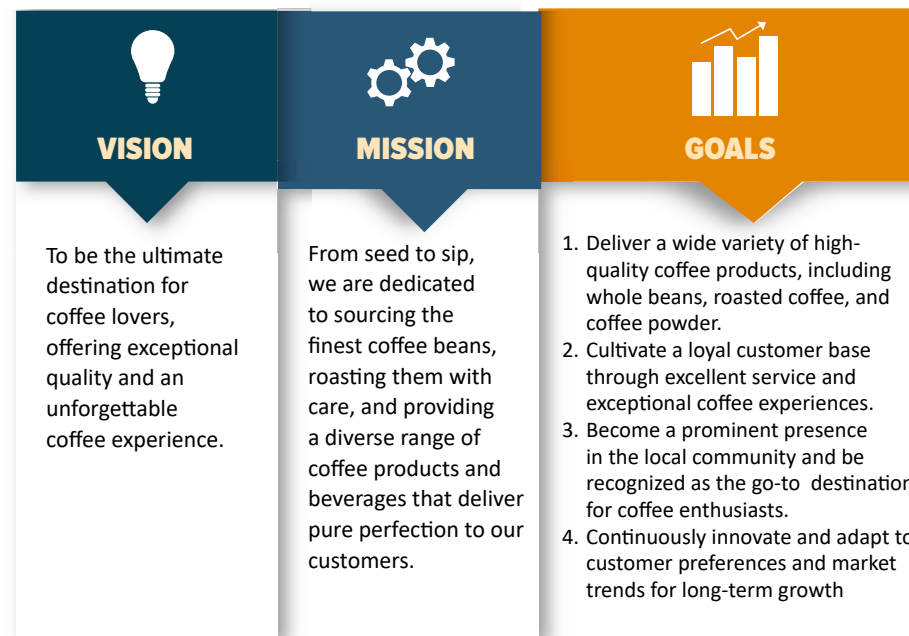 VISION
To be the ultimate
destination for
coffee lovers,
offering exceptional
quality and an
unforgettable
coffee experience.
MISSION
From seed to sip,
we are dedicated
to sourcing the
finest coffee beans,
roasting them with
care, and providing
a diverse range of
coffee products and
beverages that deliver
pure perfection to our
customers.
GOALS
1. Deliver a wide variety of high-
quality coffee products, including
whole beans, roasted coffee, and
coffee powder.
2. Cultivate a loyal customer base
through excellent service and
exceptional coffee experiences.
3. Become a prominent presence
in the local community and be
recognized as the go-to destination
for coffee enthusiasts.
4. Continuously innovate and adapt to
customer preferences and market
trends for long-term growth